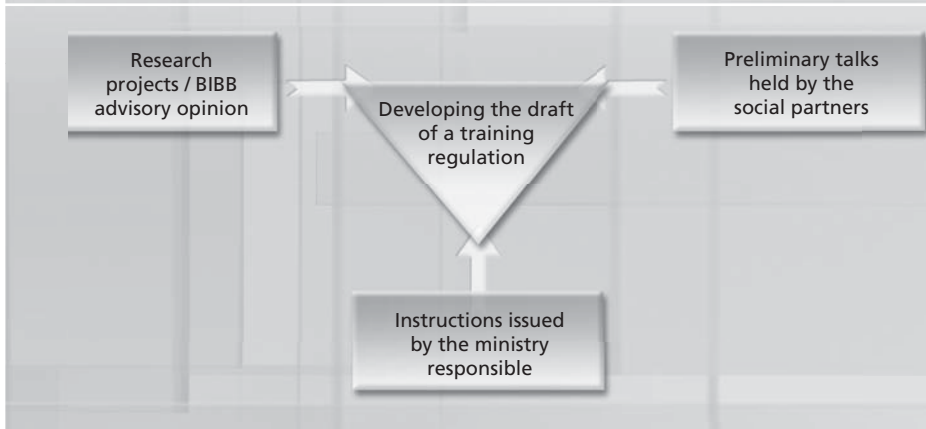 Research
projects / BIBB
advisory opinion
Developing the draft
of a training
regulation
Preliminary talks
held by the
social partners
Instructions issued
by the ministry
responsible